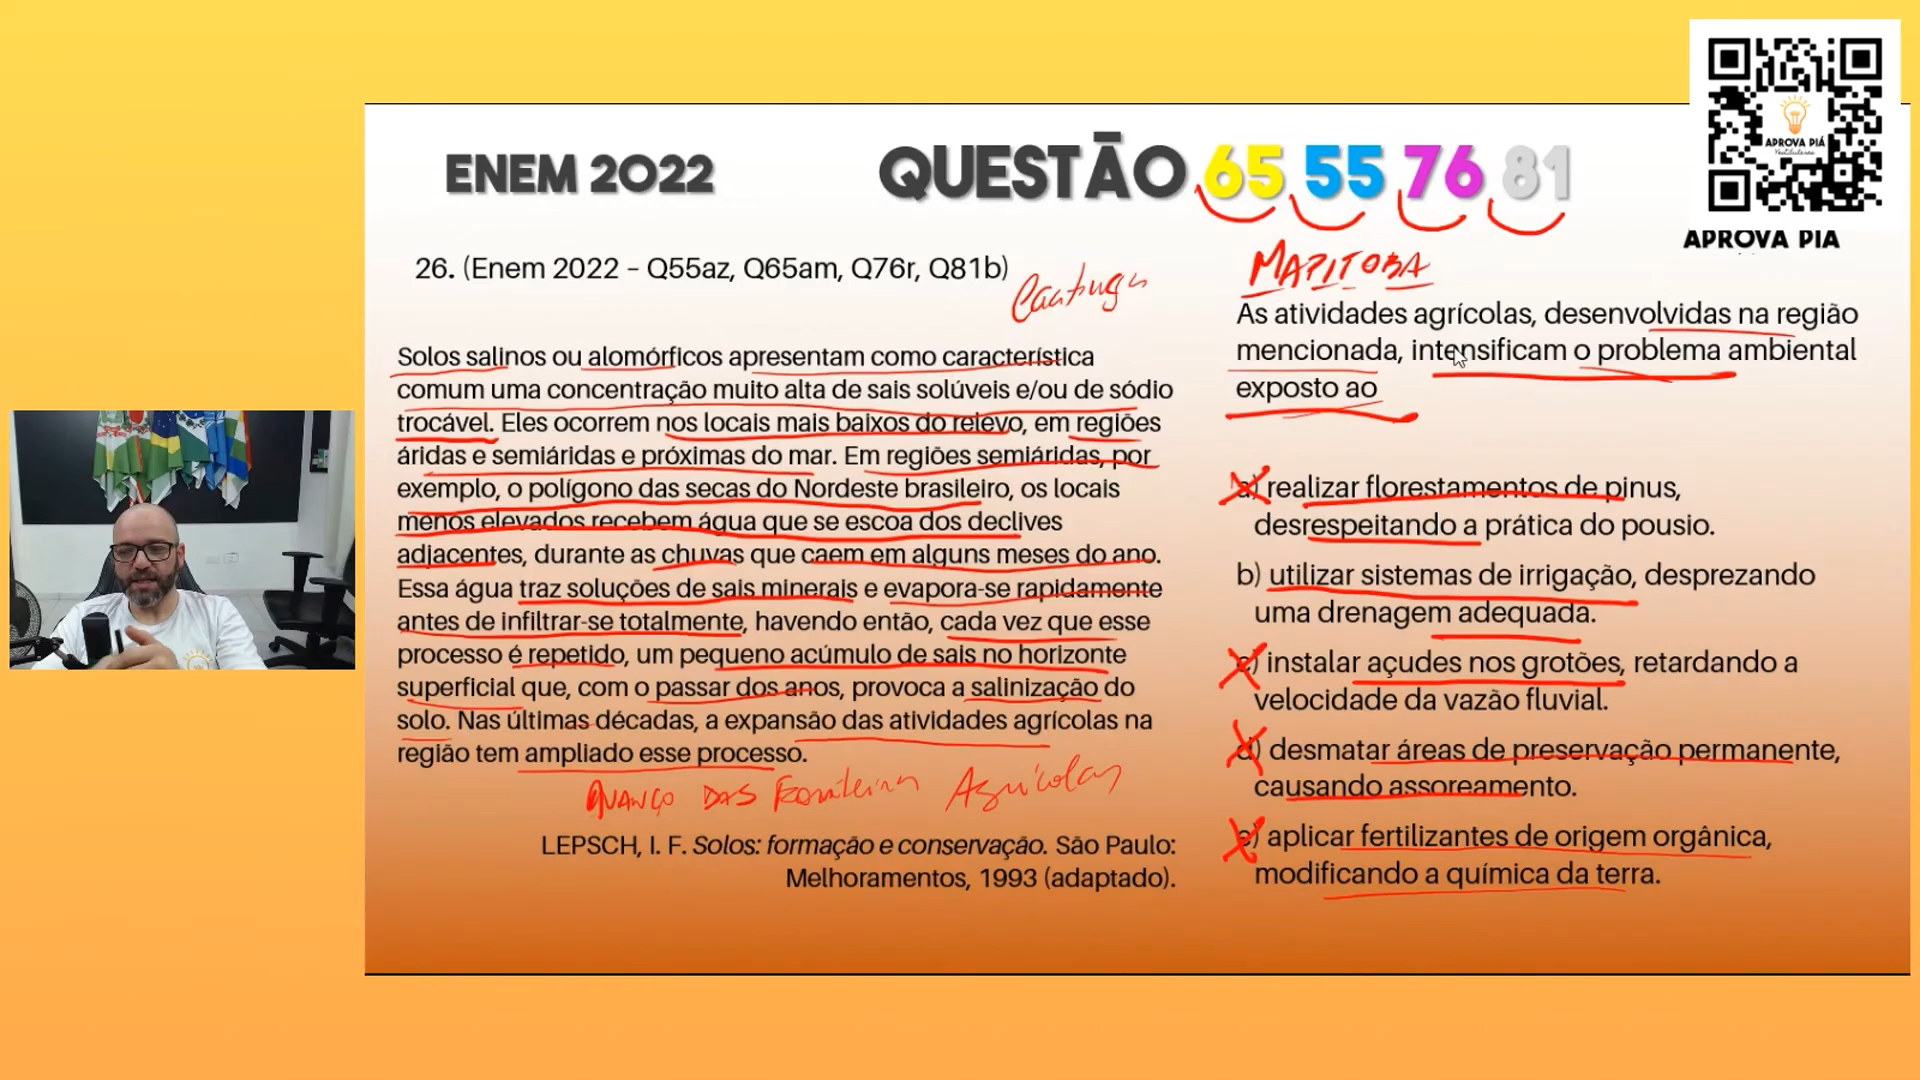 ENEM 2022
QUESTÃO 65 55 76 81
APROVA PIÁ
Vestibulares
APROVA PIA
26. (Enem 2022 – Q55az, Q65am, Q76r, Q81b)
Caatinga
Solos salinos ou alomórficos apresentam como característica
comum uma concentração muito alta de sais solúveis e/ou de sódio
trocável. Eles ocorrem nos locais mais baixos do relevo, em regiões
áridas e semiáridas e próximas do mar. Em regiões semiáridas, por
exemplo, o polígono das secas do Nordeste brasileiro, os locais
menos elevados recebem água que se escoa dos declives
adjacentes, durante as chuvas que caem em alguns meses do ano.
Essa água traz soluções de sais minerais e evapora-se rapidamente
antes de infiltrar-se totalmente, havendo então, cada vez que esse
processo é repetido, um pequeno acúmulo de sais no horizonte
superficial que, com o passar dos anos, provoca a salinização do
solo. Nas últimas décadas, a expansão das atividades agrícolas na
região tem ampliado esse processo.
AVANÇO DAS Fronteiras Agrícolas
LEPSCH, I. F. Solos: formação e conservação. São Paulo:
Melhoramentos, 1993 (adaptado).
MAPITOBA
As atividades agrícolas, desenvolvidas na região
mencionada, intensificam o problema ambiental
exposto ao
a) realizar florestamentos de pinus,
desrespeitando a prática do pousio.
b) utilizar sistemas de irrigação, desprezando
uma drenagem adequada.
c) instalar açudes nos grotões, retardando a
velocidade da vazão fluvial.
d) desmatar áreas de preservação permanente,
causando assoreamento.
e) aplicar fertilizantes de origem orgânica,
modificando a química da terra.